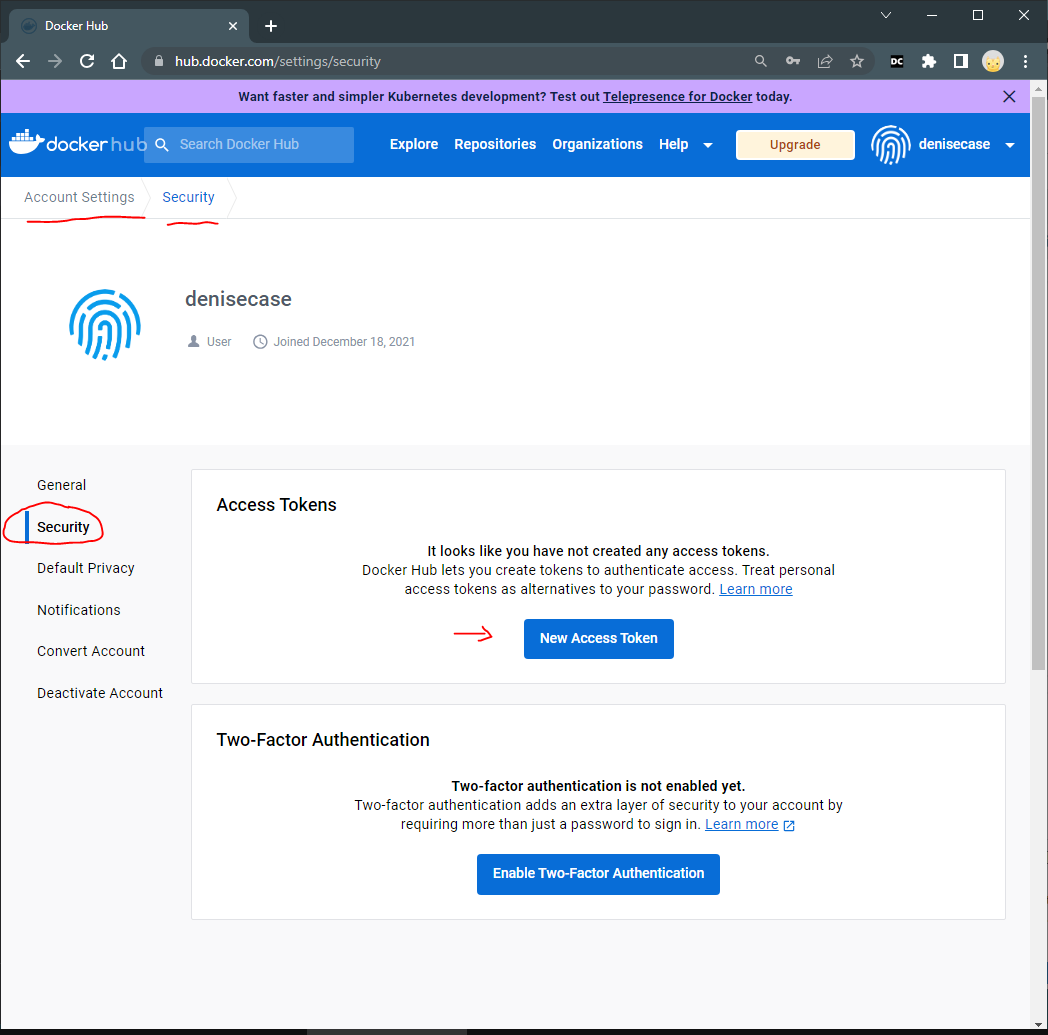 Docker Hub
hub.docker.com/settings/security
DC
Want faster and simpler Kubernetes development? Test out Telepresence for Docker today.
docker hub
Search Docker Hub
Explore Repositories Organizations Help
Upgrade
denisecase
Account Settings
Security
denisecase
User
Joined December 18, 2021
General
Security
Default Privacy
Notifications
Convert Account
Deactivate Account
Access Tokens
It looks like you have not created any access tokens.
Docker Hub lets you create tokens to authenticate access. Treat personal
access tokens as alternatives to your password. Learn more
New Access Token
Two-Factor Authentication
Two-factor authentication is not enabled yet.
Two-factor authentication adds an extra layer of security to your account by
requiring more than just a password to sign in. Learn more
Enable Two-Factor Authentication